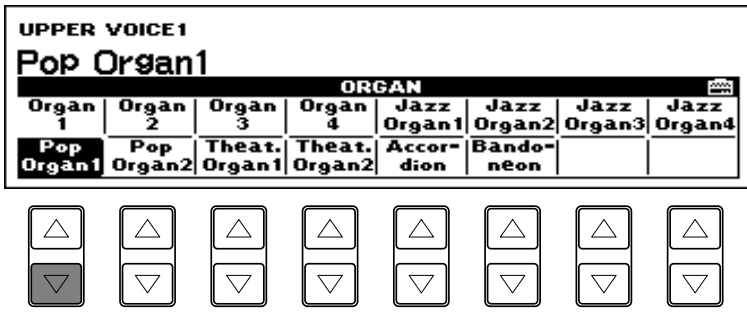 UPPER VOICE1
Pop Organ1
ORGAN
Organ 1 Organ 2 Organ 3 Organ 4 Jazz Organ1 Jazz Organ2 Jazz Organ3 Jazz Organ4
Pop Organ1 Pop Organ2 Theat. Organ1 Theat. Organ2 Accor- dion Bando- neon